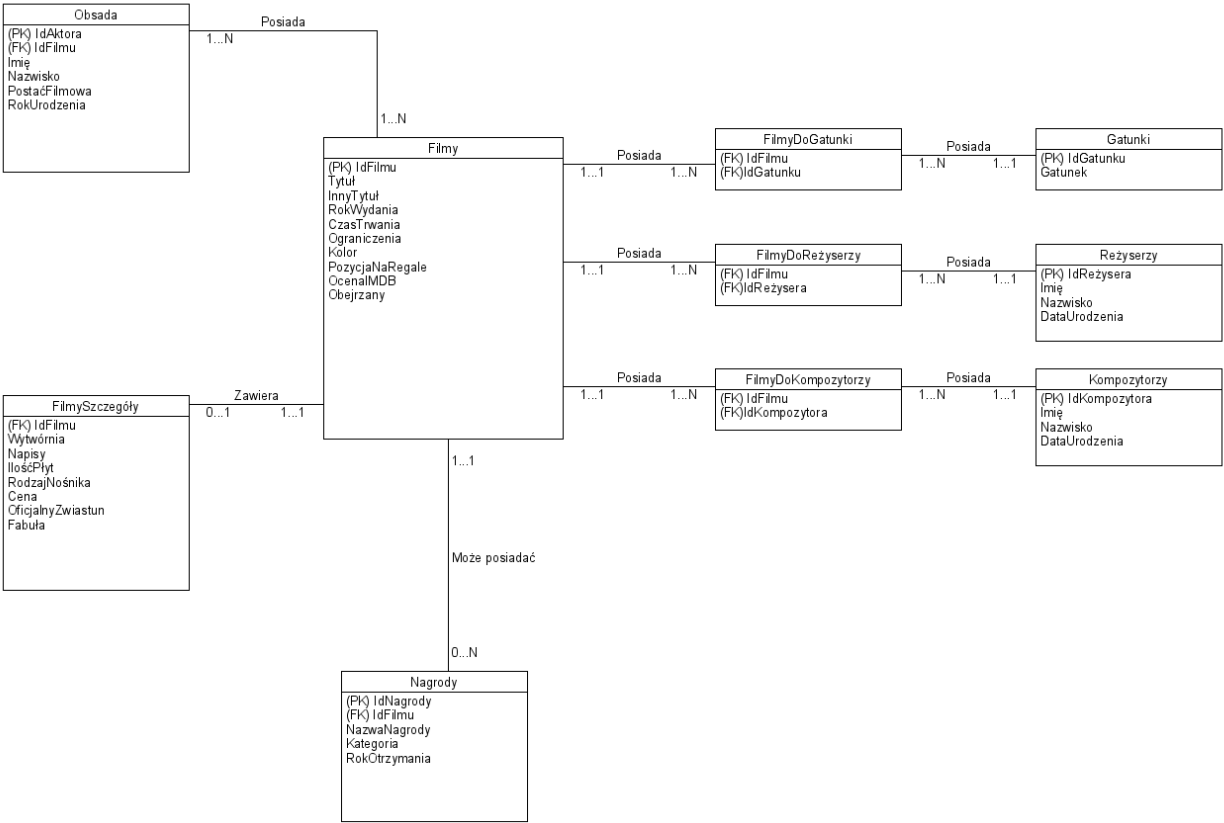 Obsada
(PK) IdAktora
(FK) IdFilmu
Imię
Nazwisko
PostaćFilmowa
RokUrodzenia
Posiada
1...N
1...N
Filmy
(PK) IdFilmu
Tytuł
InnyTytuł
RokWydania
CzasTrwania
Ograniczenia
Kolor
PozycjaNaRegale
OcenaIMDB
Obejrzany
Posiada
1...1
1...N
FilmyDoGatunki
(FK) IdFilmu
(FK)IdGatunku
Posiada
1...N
1...1
Gatunki
(PK) IdGatunku
Gatunek
Posiada
1...1
1...N
FilmyDoReżyserzy
(FK) IdFilmu
(FK)IdReżysera
Posiada
1...N
1...1
Reżyserzy
(PK) IdReżysera
Imię
Nazwisko
DataUrodzenia
Posiada
1...1
1...N
FilmyDoKompozytorzy
(FK) IdFilmu
(FK)IdKompozytora
Posiada
1...N
1...1
Kompozytorzy
(PK) IdKompozytora
Imię
Nazwisko
DataUrodzenia
FilmySzczegóły
(FK) IdFilmu
Wytwórnia
Napisy
IlośćPłyt
RodzajNośnika
Cena
OficjalnyZwiastun
Fabuła
Zawiera
0...1
1...1
1...1
Może posiadać
0...N
Nagrody
(PK) IdNagrody
(FK) IdFilmu
NazwaNagrody
Kategoria
RokOtrzymania